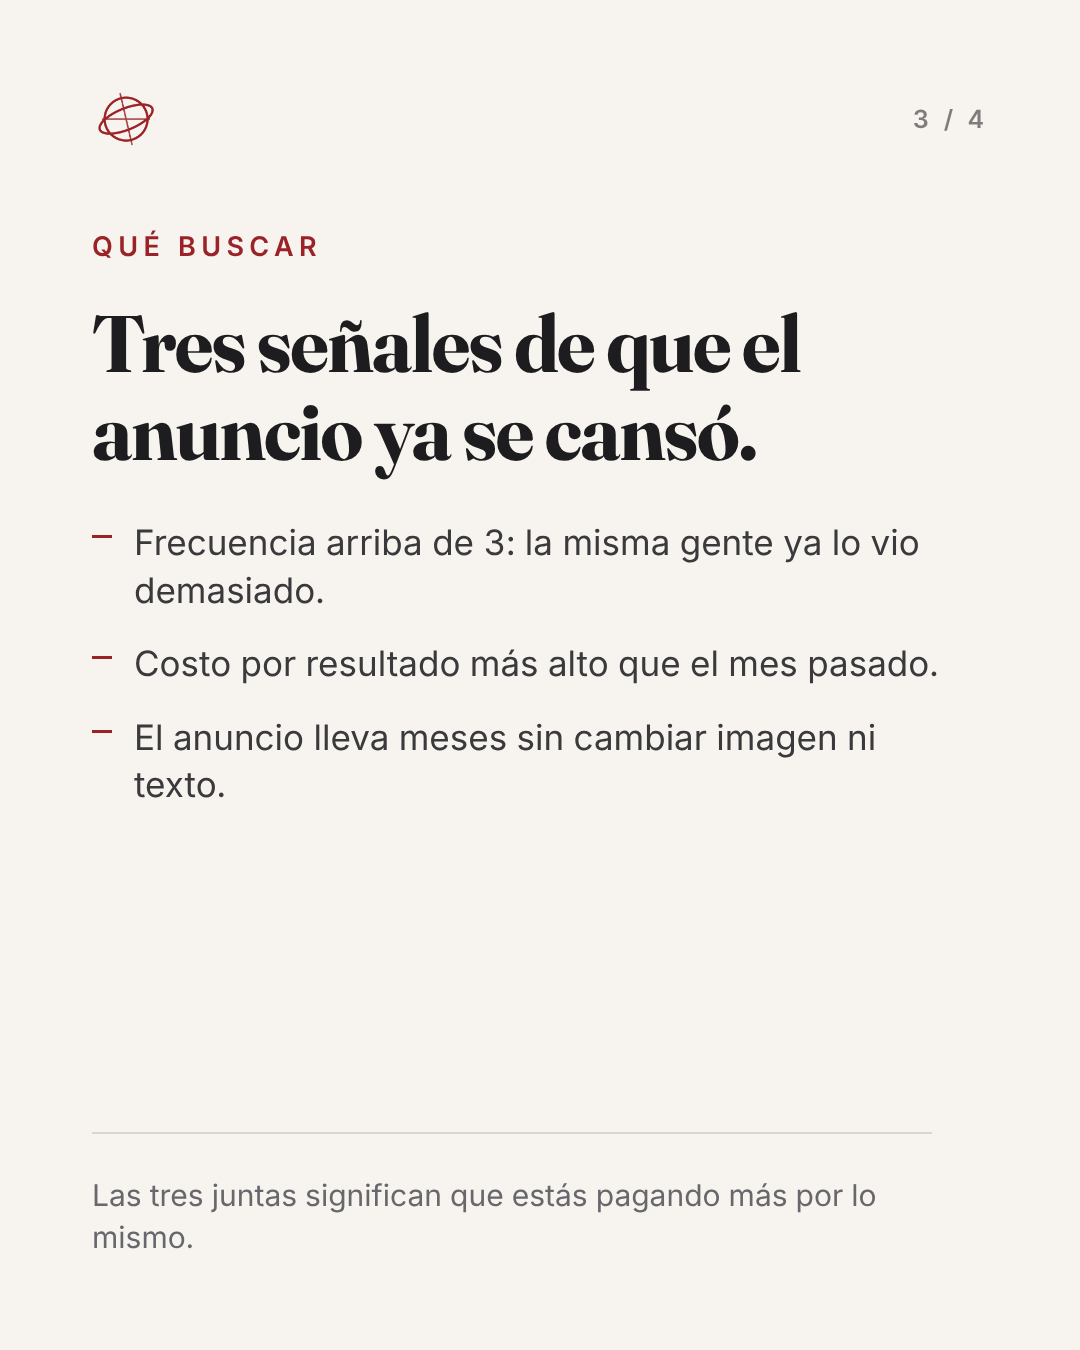 3 / 4
QUÉ BUSCAR
Tres señales de que el
anuncio ya se cansó.
– Frecuencia arriba de 3: la misma gente ya lo vio
demasiado.
– Costo por resultado más alto que el mes pasado.
– El anuncio lleva meses sin cambiar imagen ni
texto.
Las tres juntas significan que estás pagando más por lo
mismo.